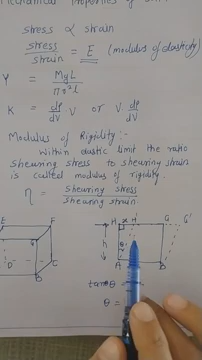 Mechanical Properties of
Stress α Strain
stress / strain = E (modulus of elasticity)
Y = MgL / πr²l
K = dP/dV V or V dP/dV
Modulus of Rigidity:-
Within elastic limit the ratio
Shearing stress to shearing strain
is called modulus of rigidity.
η = Shearing stress / Shearing strain
E F
H x H' G G'
h θ
D C
A
tanθ =
θ =